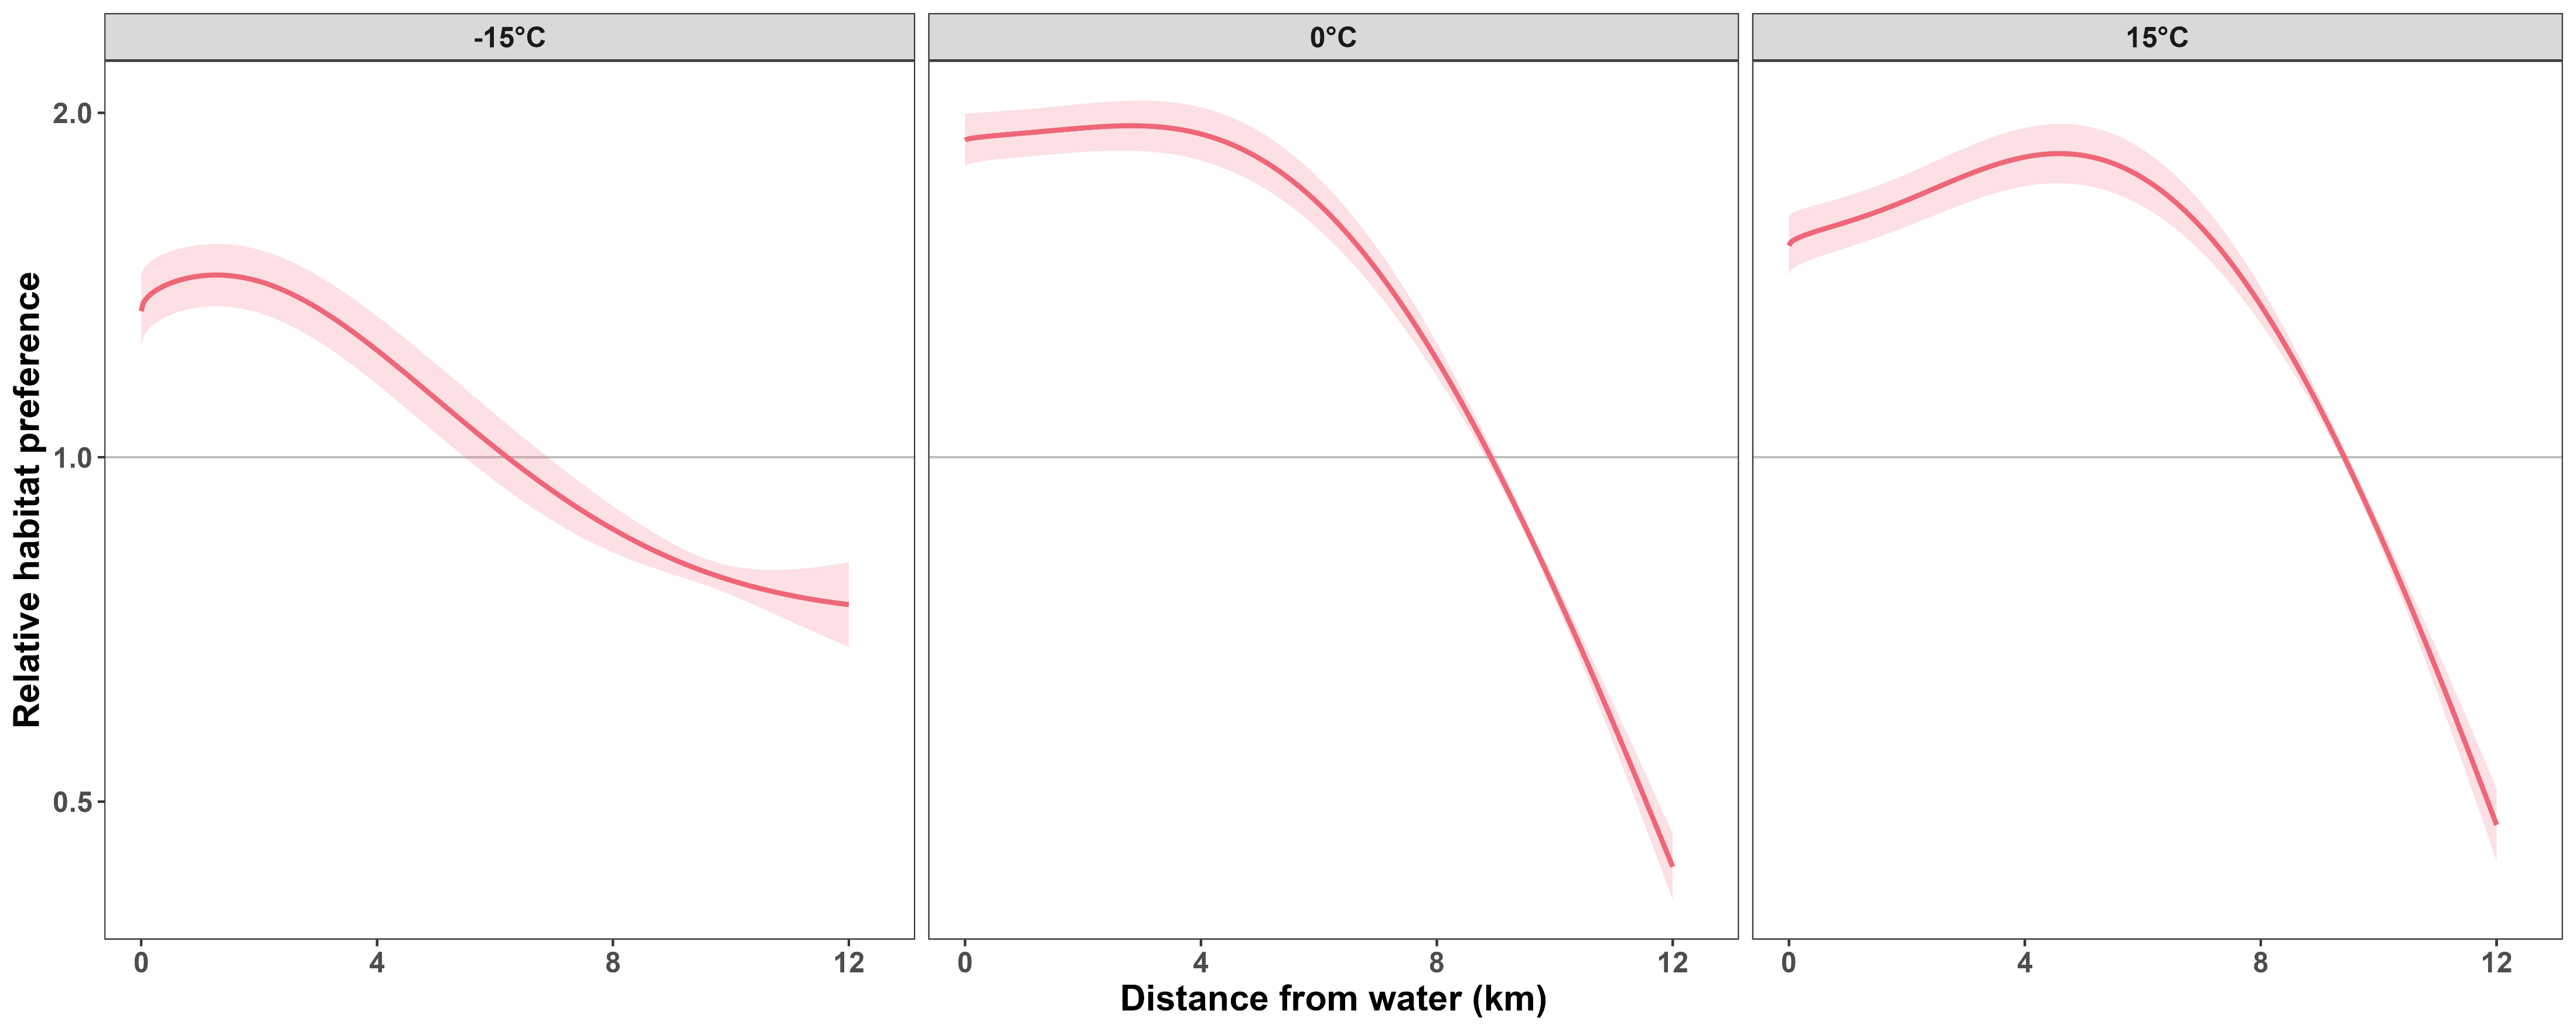 -15°C 0°C 15°C
Relative habitat preference
2.0
1.0
0.5
0 4 8 12 0 4 8 12 0 4 8 12
Distance from water (km)